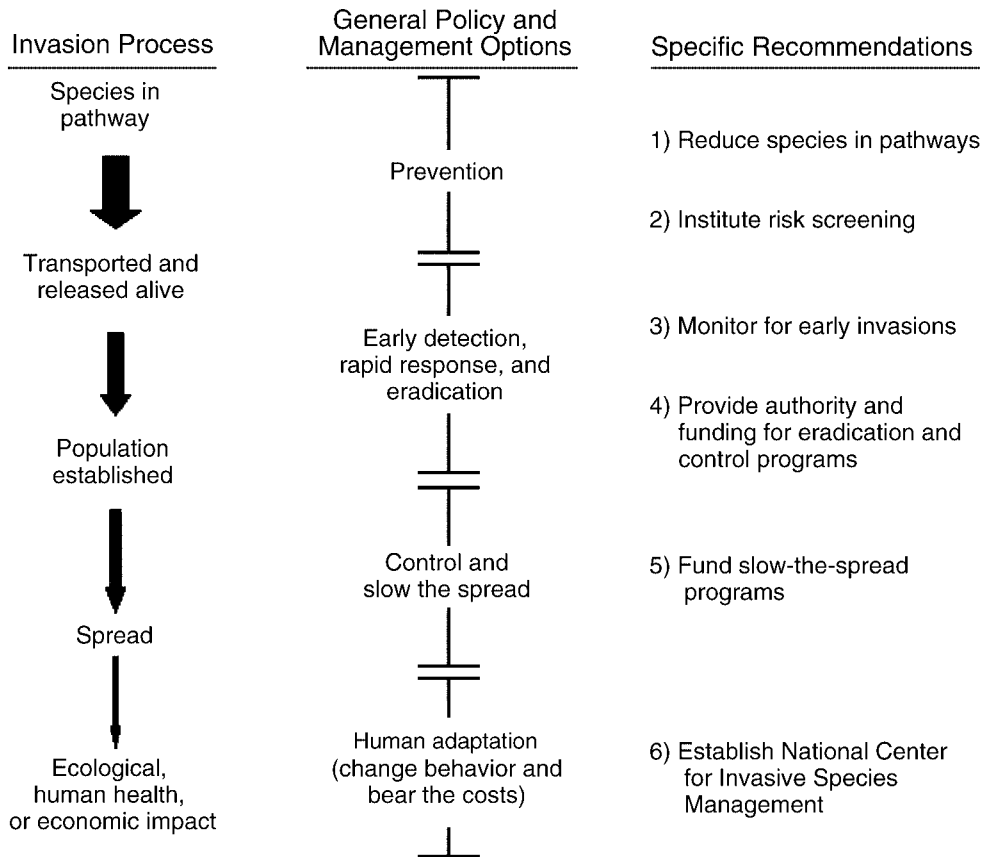 Invasion Process
Species in
pathway
Transported and
released alive
Population
established
Spread
Ecological,
human health,
or economic impact
General Policy and
Management Options
Prevention
Early detection,
rapid response, and
eradication
Control and
slow the spread
Human adaptation
(change behavior and
bear the costs)
Specific Recommendations
1) Reduce species in pathways
2) Institute risk screening
3) Monitor for early invasions
4) Provide authority and
funding for eradication and
control programs
5) Fund slow-the-spread
programs
6) Establish National Center
for Invasive Species
Management